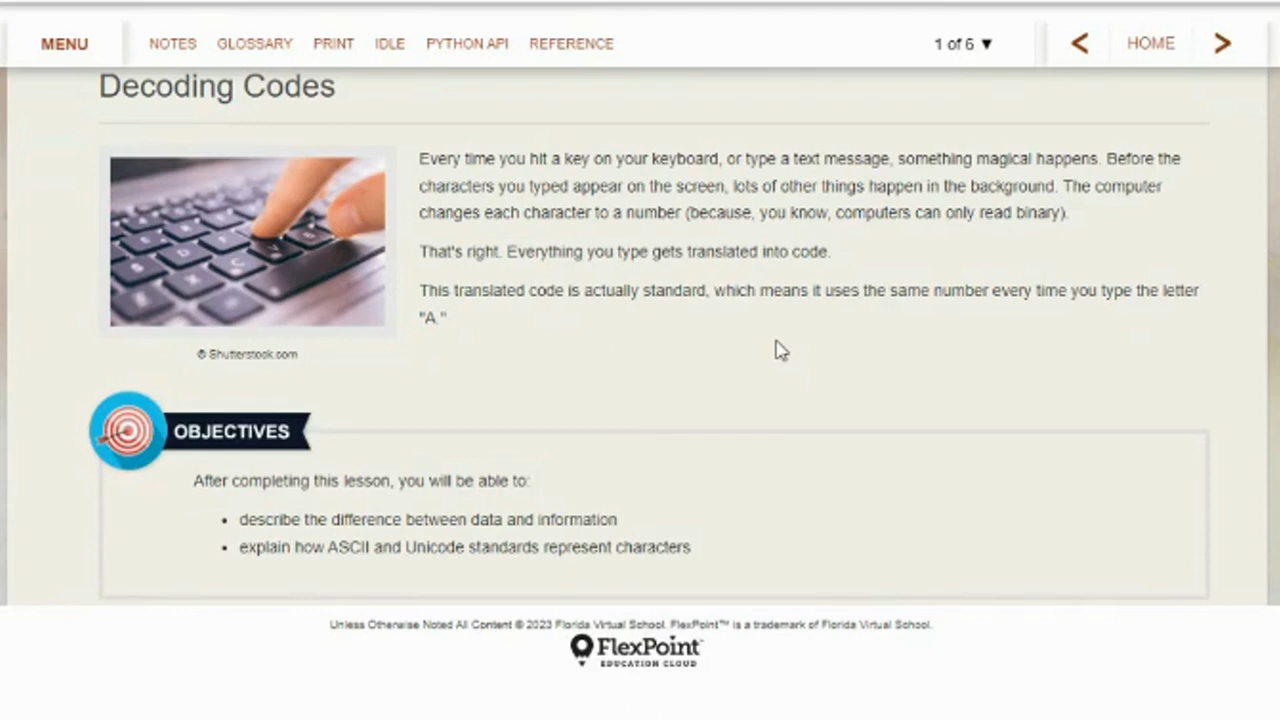 MENU NOTES GLOSSARY PRINT IDLE PYTHON API REFERENCE 1 of 6 ▼ < HOME >
Decoding Codes
Every time you hit a key on your keyboard, or type a text message, something magical happens. Before the
characters you typed appear on the screen, lots of other things happen in the background. The computer
changes each character to a number (because, you know, computers can only read binary).
That's right. Everything you type gets translated into code.
This translated code is actually standard, which means it uses the same number every time you type the letter
"A."
© Shutterstock.com
OBJECTIVES
After completing this lesson, you will be able to:
• describe the difference between data and information
• explain how ASCII and Unicode standards represent characters
Unless Otherwise Noted All Content © 2023 Florida Virtual School. FlexPoint™ is a trademark of Florida Virtual School.
FlexPoint™
EDUCATION CLOUD